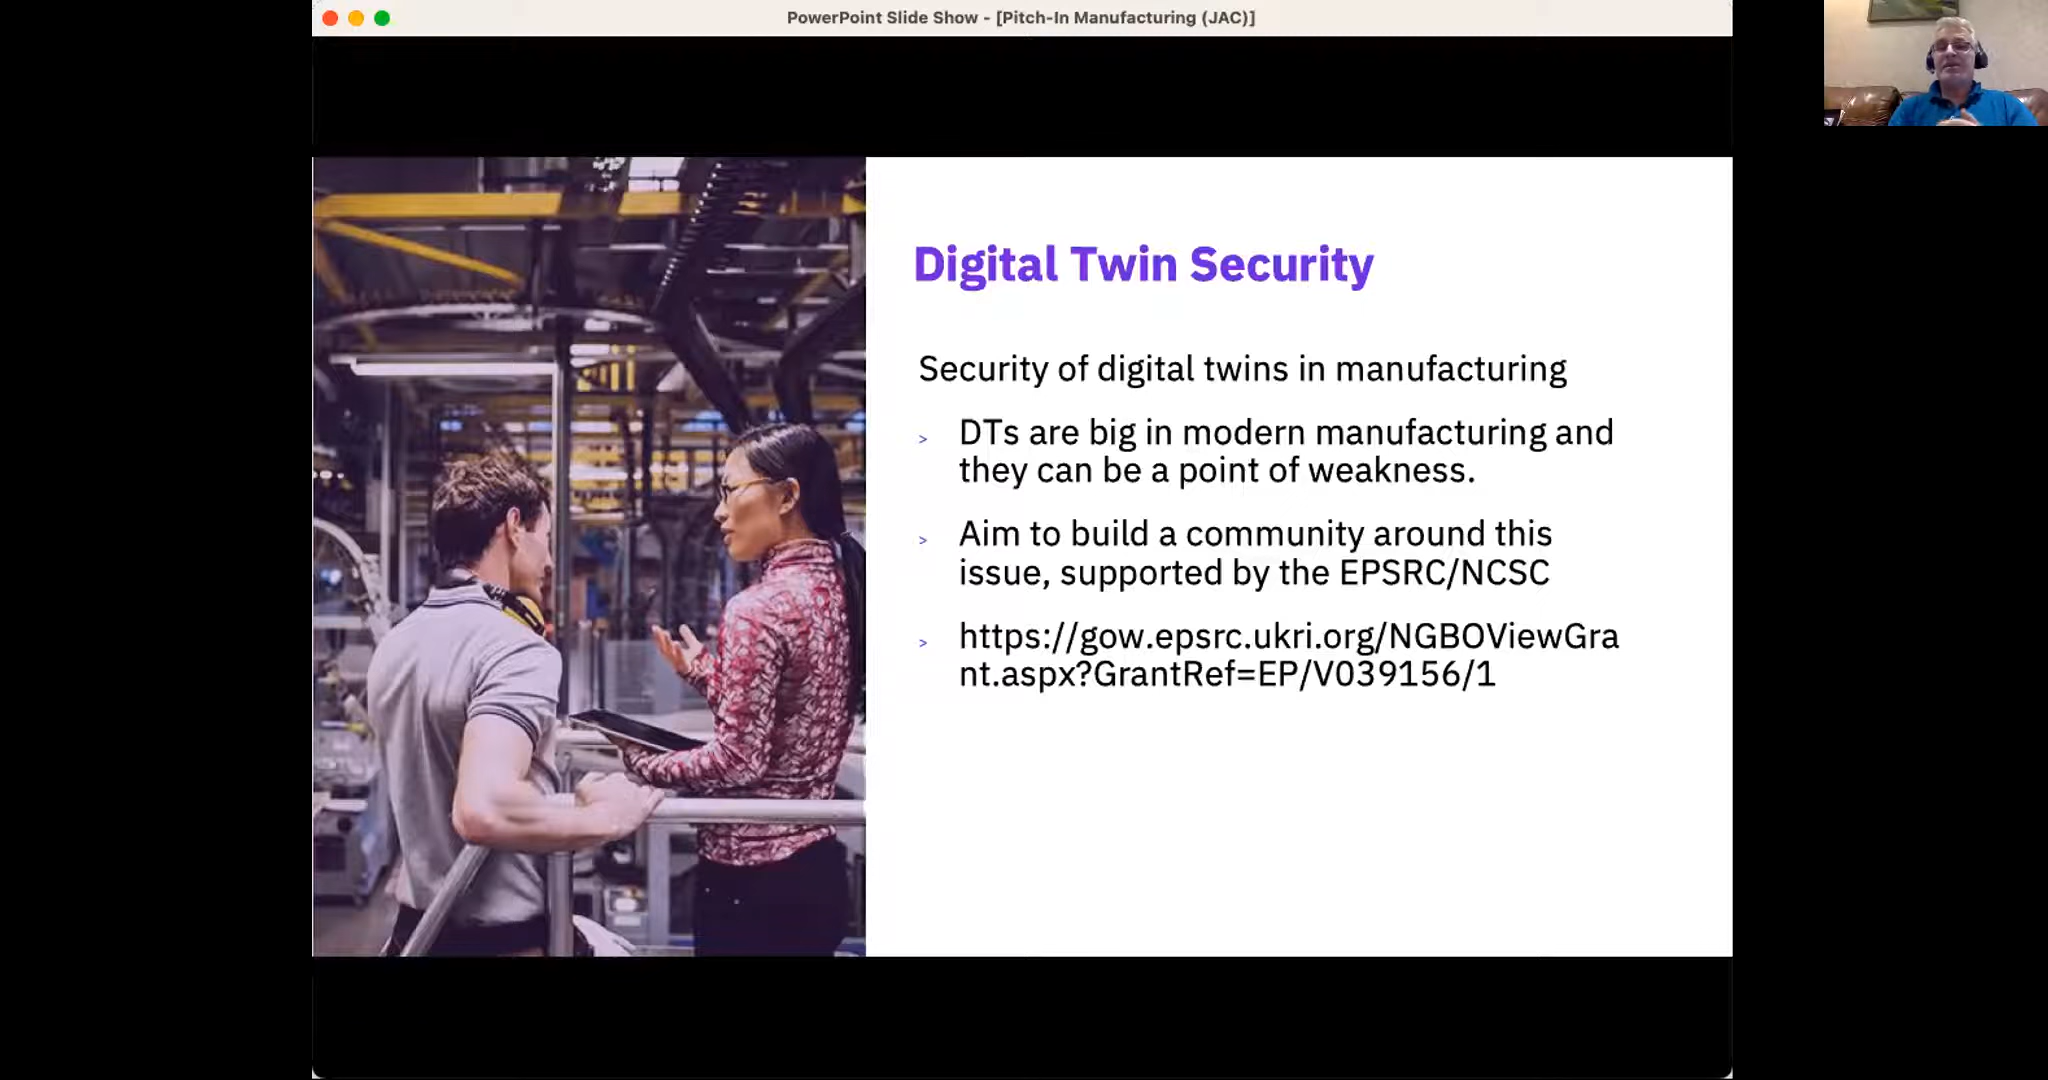 PowerPoint Slide Show - [Pitch-In Manufacturing (JAC)]
Digital Twin Security
Security of digital twins in manufacturing
> DTs are big in modern manufacturing and
they can be a point of weakness.
> Aim to build a community around this
issue, supported by the EPSRC/NCSC
> https://gow.epsrc.ukri.org/NGBOViewGra
nt.aspx?GrantRef=EP/V039156/1